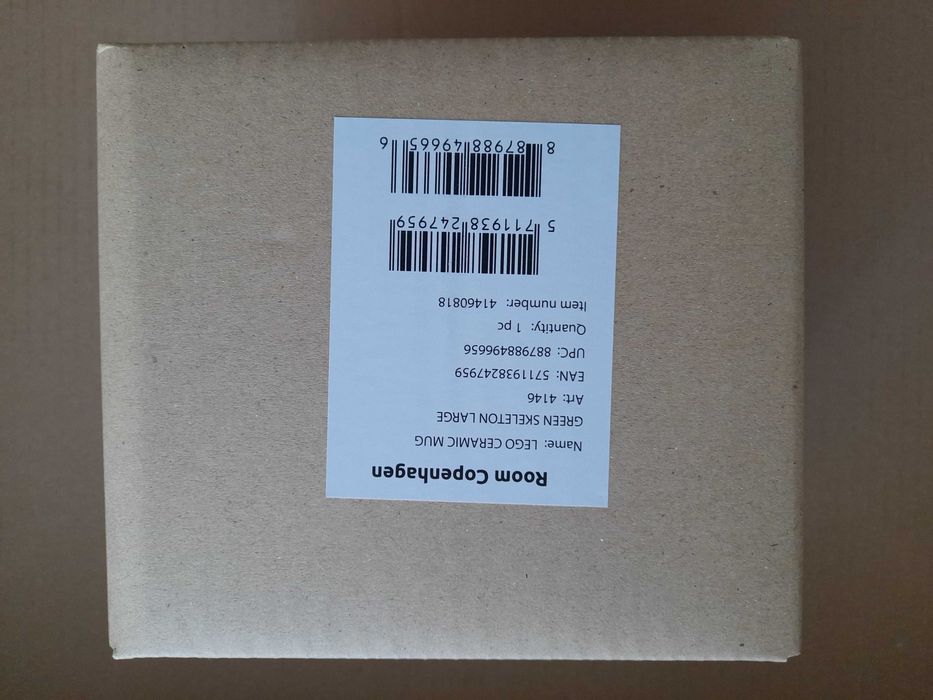 Room Copenhagen
Name: LEGO CERAMIC MUG
GREEN SKELETON LARGE
Art: 4146
EAN: 5711938247959
UPC: 887988496656
Quantity: 1 pc
Item number: 41460818
5 711938 247959
8 87988 49665 6